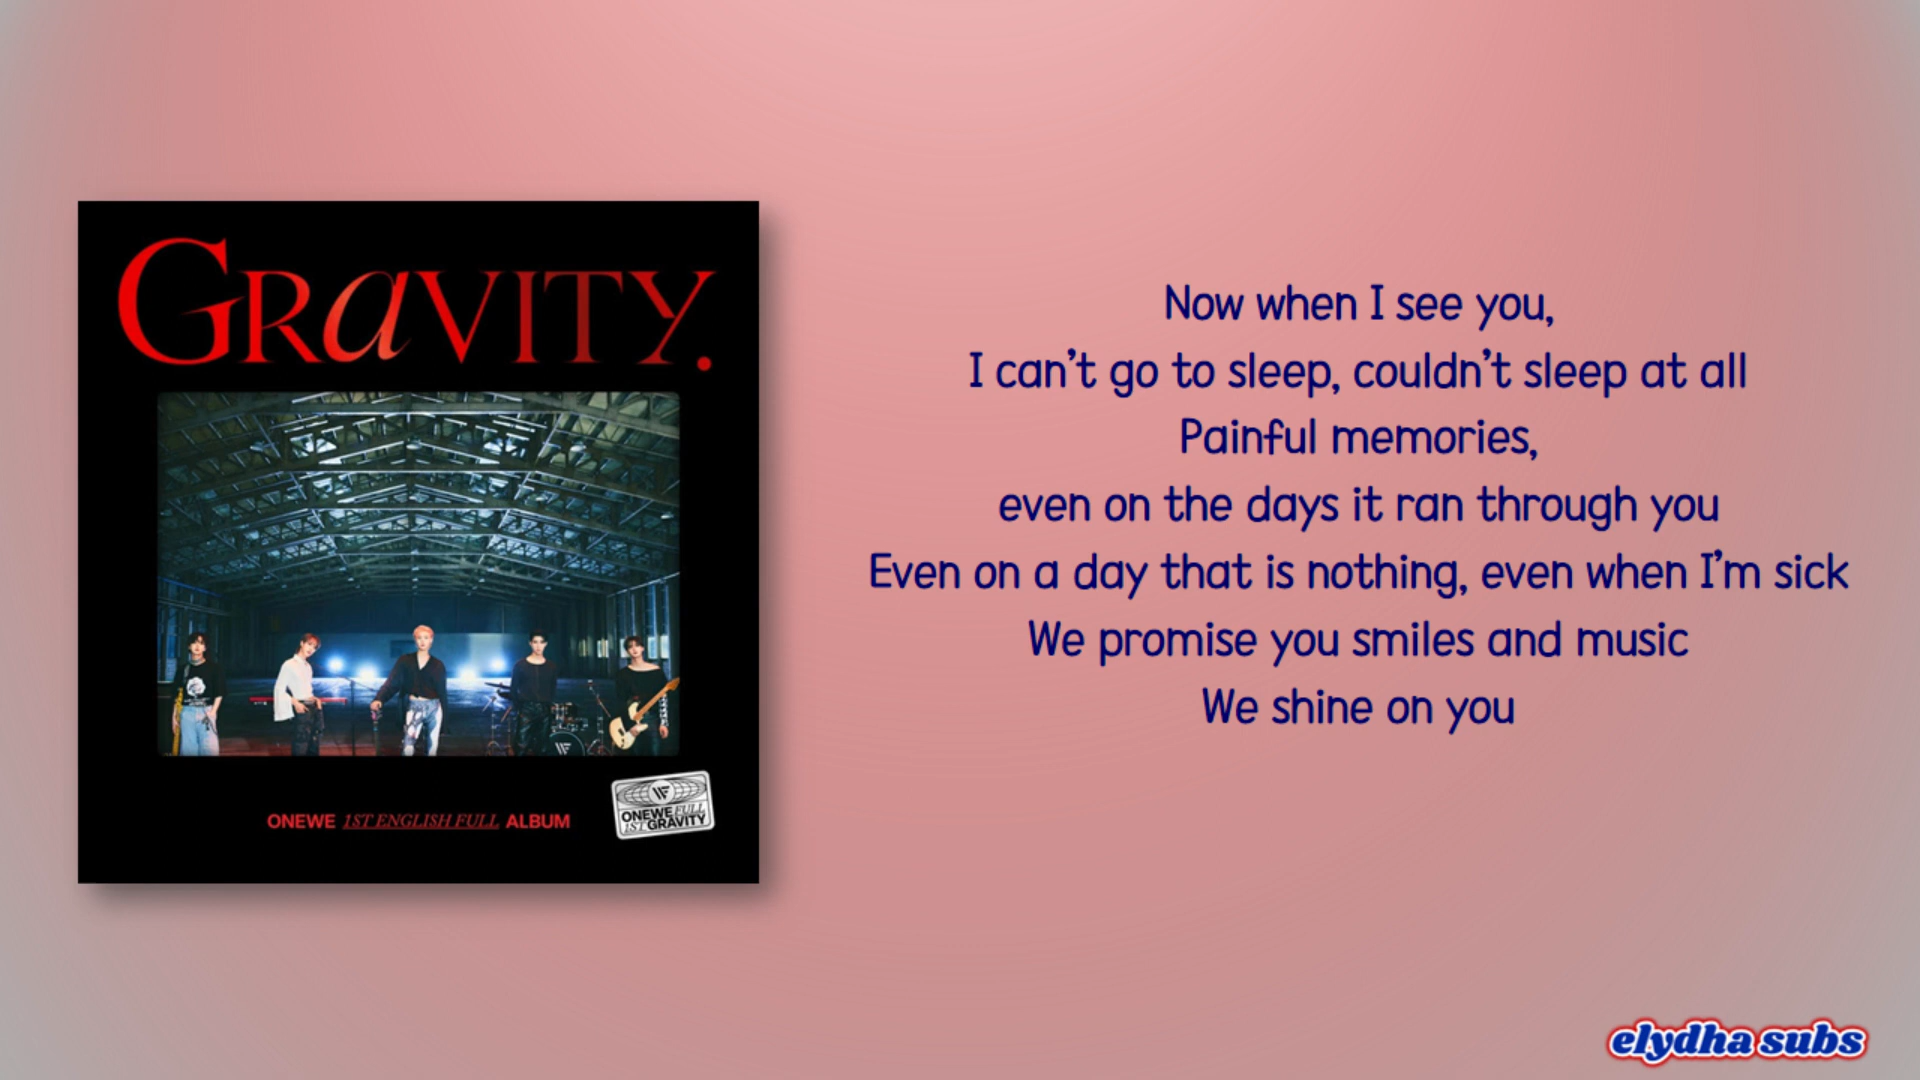 GRaVITY.
ONEWE 1ST ENGLISH FULL ALBUM
ONEWE FULL
1ST GRAVITY
Now when I see you,
I can't go to sleep, couldn't sleep at all
Painful memories,
even on the days it ran through you
Even on a day that is nothing, even when I'm sick
We promise you smiles and music
We shine on you
elydha subs